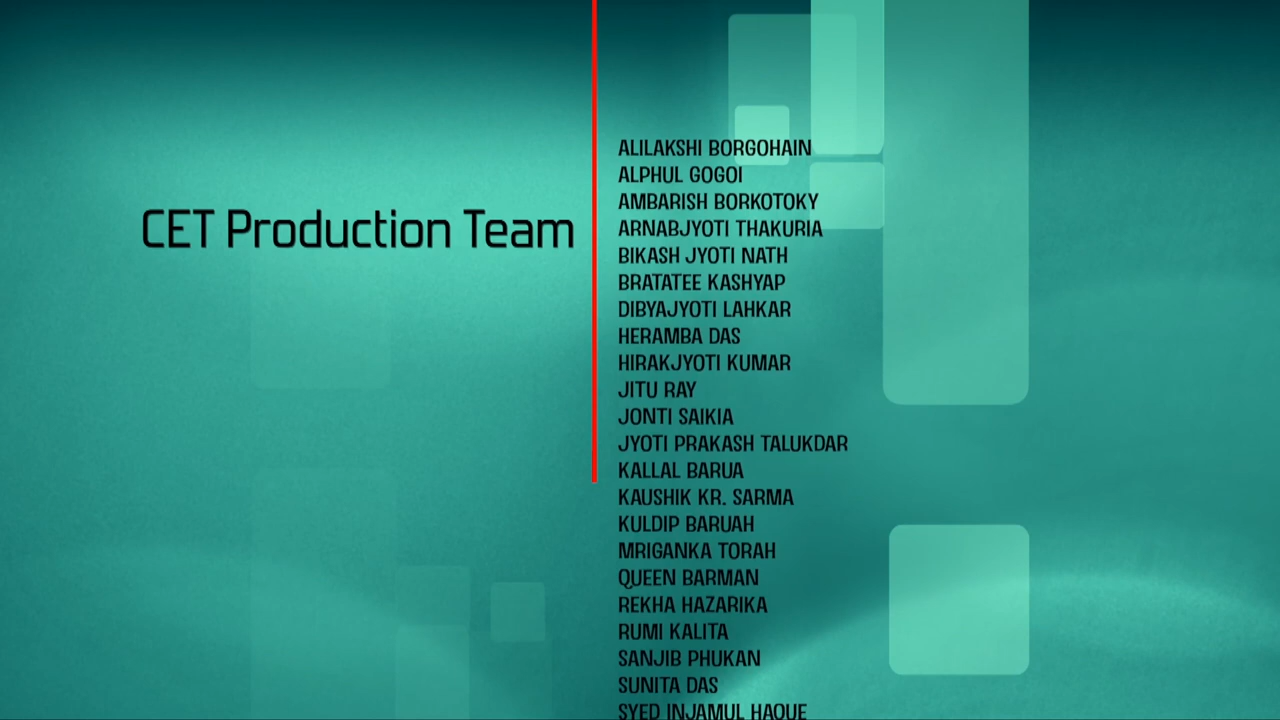 CET Production Team
ALILAKSHI BORGOHAIN
ALPHUL GOGOI
AMBARISH BORKOTOKY
ARNABJYOTI THAKURIA
BIKASH JYOTI NATH
BRATATEE KASHYAP
DIBYAJYOTI LAHKAR
HERAMBA DAS
HIRAKJYOTI KUMAR
JITU RAY
JONTI SAIKIA
JYOTI PRAKASH TALUKDAR
KALLAL BARUA
KAUSHIK KR. SARMA
KULDIP BARUAH
MRIGANKA TORAH
QUEEN BARMAN
REKHA HAZARIKA
RUMI KALITA
SANJIB PHUKAN
SUNITA DAS
SYED INJAMUL HAQUE